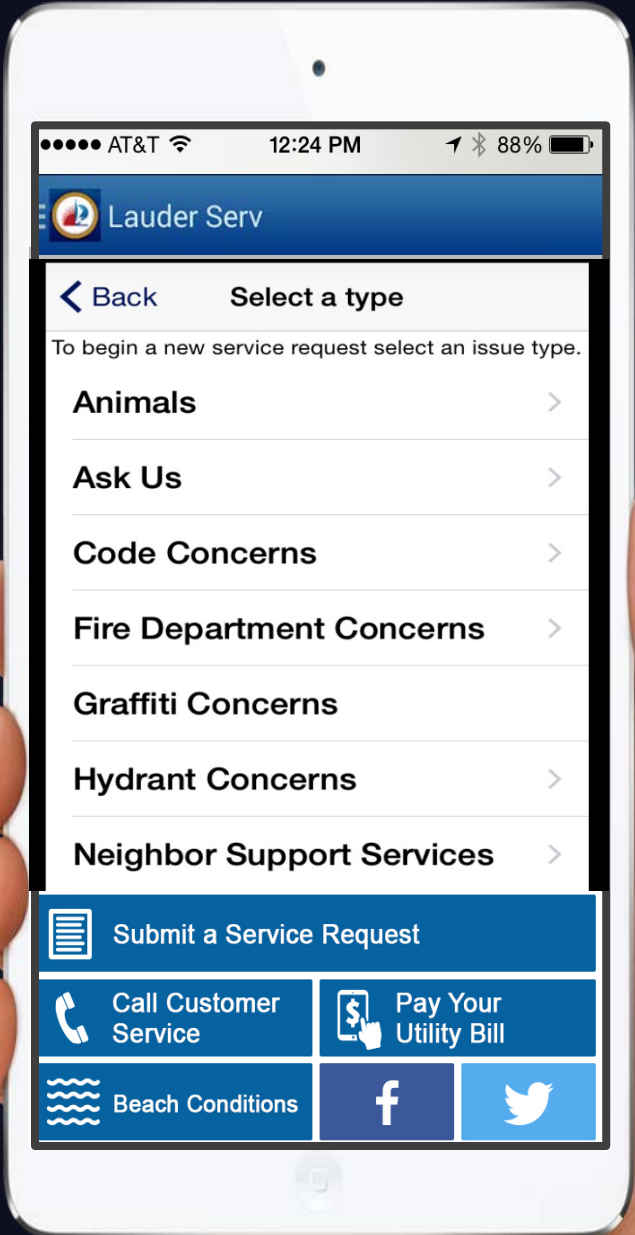 AT&T 12:24 PM 88%
Lauder Serv
Back Select a type
To begin a new service request select an issue type.
Animals
Ask Us
Code Concerns
Fire Department Concerns
Graffiti Concerns
Hydrant Concerns
Neighbor Support Services
Submit a Service Request
Call Customer
Service
Pay Your
Utility Bill
Beach Conditions